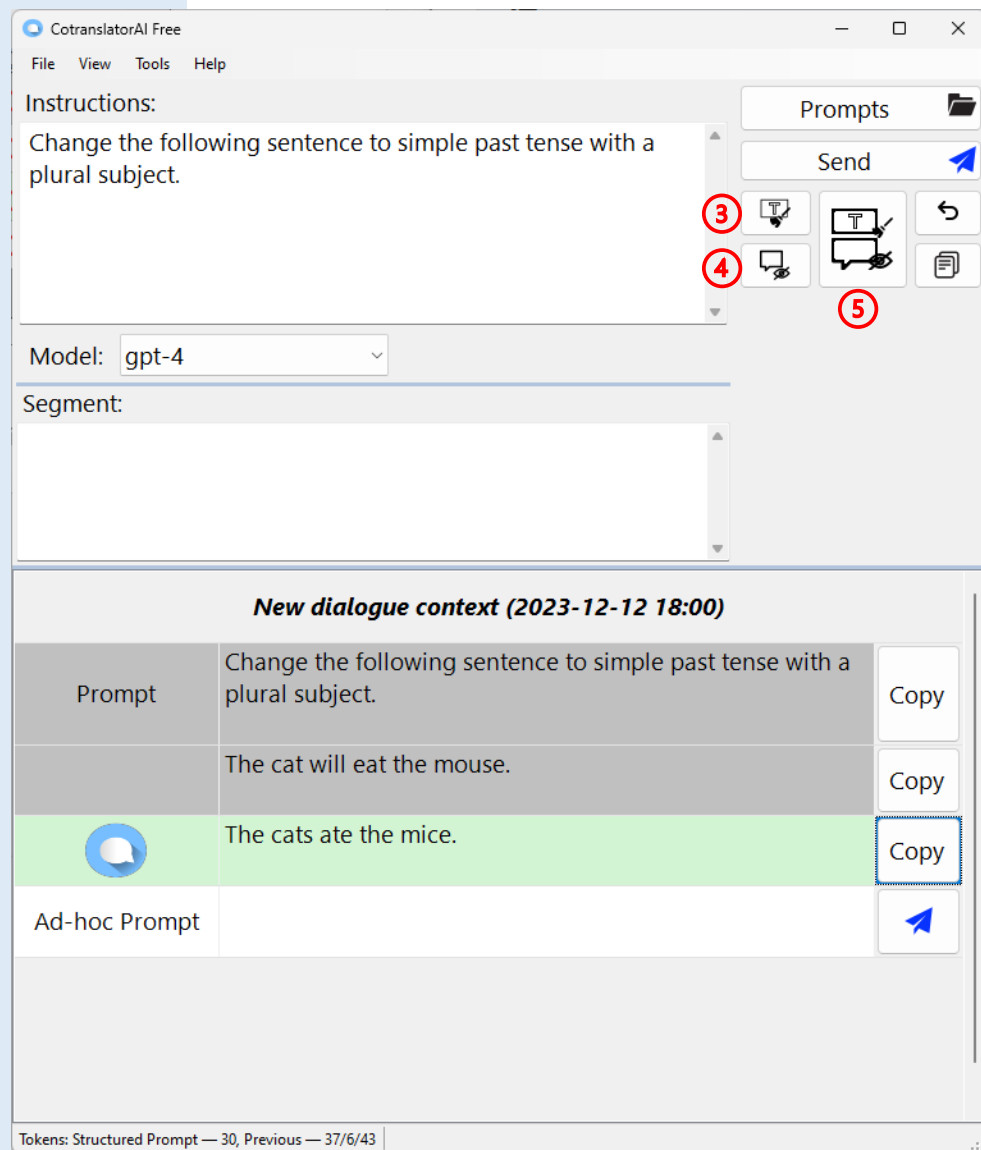 CotranslatorAI Free
File View Tools Help
Instructions:
Prompts
Change the following sentence to simple past tense with a
plural subject.
Send
③
T
T
④
⑤
Model: gpt-4
Segment:
New dialogue context (2023-12-12 18:00)
Prompt
Change the following sentence to simple past tense with a
plural subject.
Copy
The cat will eat the mouse.
Copy
The cats ate the mice.
Copy
Ad-hoc Prompt
Tokens: Structured Prompt — 30, Previous — 37/6/43